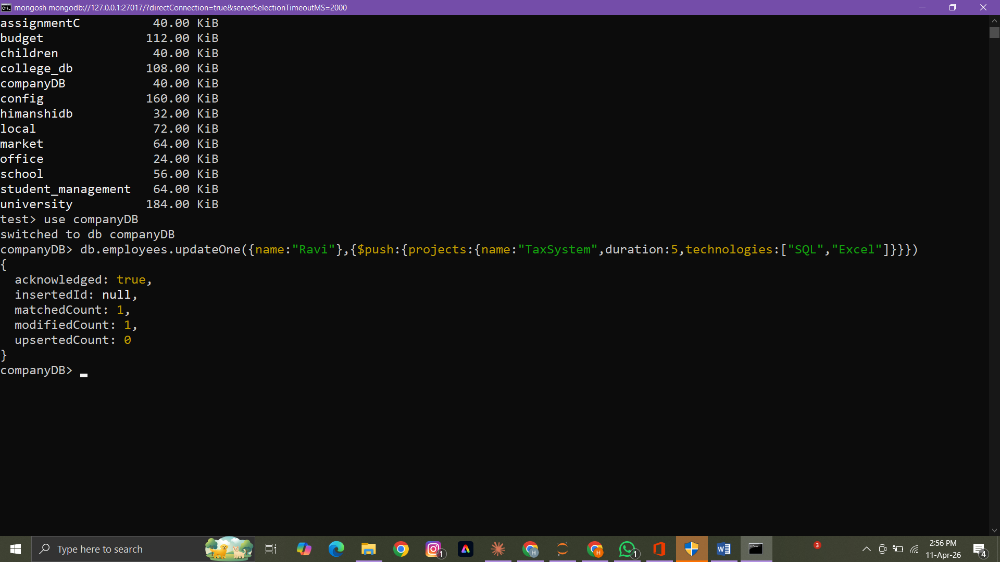 mongosh mongodb://127.0.0.1:27017/?directConnection=true&serverSelectionTimeoutMS=2000
assignmentC 40.00 KiB
budget 112.00 KiB
children 40.00 KiB
college_db 108.00 KiB
companyDB 40.00 KiB
config 160.00 KiB
himanshidb 32.00 KiB
local 72.00 KiB
market 64.00 KiB
office 24.00 KiB
school 56.00 KiB
student_management 64.00 KiB
university 184.00 KiB
test> use companyDB
switched to db companyDB
companyDB> db.employees.updateOne({name:"Ravi"},{$push:{projects:{name:"TaxSystem",duration:5,technologies:["SQL","Excel"]}}})
{
  acknowledged: true,
  insertedId: null,
  matchedCount: 1,
  modifiedCount: 1,
  upsertedCount: 0
}
companyDB>
Type here to search
1
H
H
1
3
2:56 PM
11-Apr-26
4